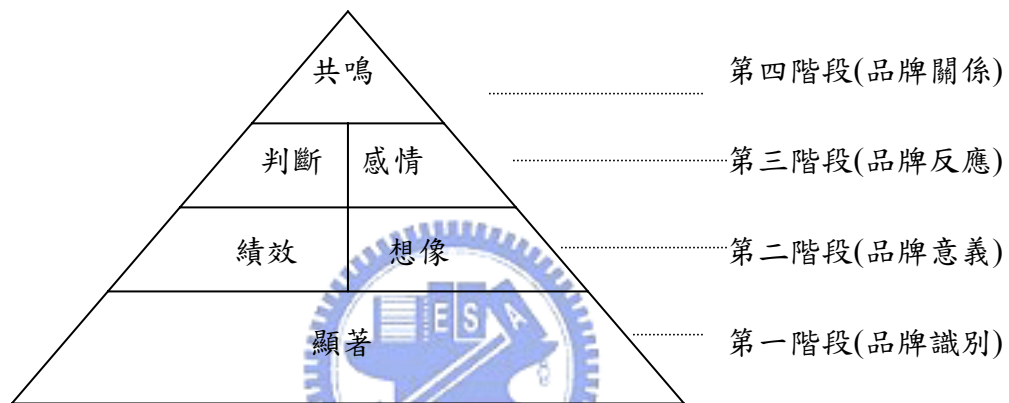 共鳴
第四階段(品牌關係)
判斷 感情
第三階段(品牌反應)
績效 想像
第二階段(品牌意義)
E S A
顯著
第一階段(品牌識別)